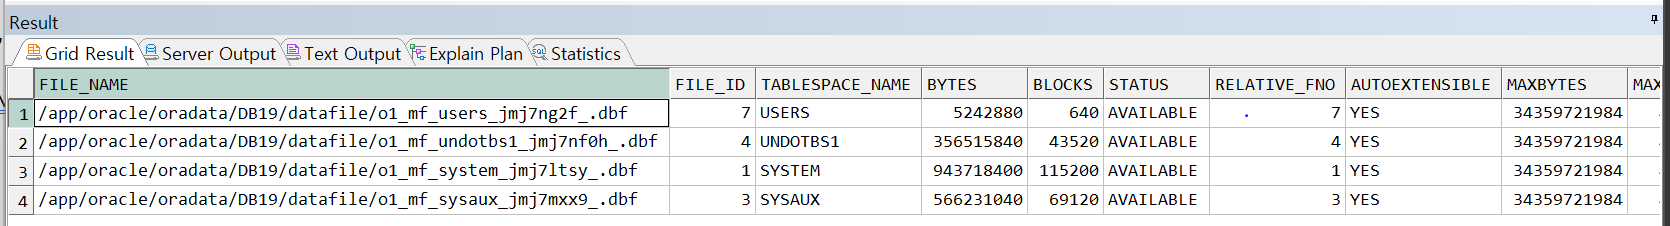 Result
Grid Result Server Output Text Output Explain Plan Statistics
FILE_NAME FILE_ID TABLESPACE_NAME BYTES BLOCKS STATUS RELATIVE_FNO AUTOEXTENSIBLE MAXBYTES
1 /app/oracle/oradata/DB19/datafile/o1_mf_users_jmj7ng2f_.dbf 7 USERS 5242880 640 AVAILABLE 7 YES 34359721984
2 /app/oracle/oradata/DB19/datafile/o1_mf_undotbs1_jmj7nf0h_.dbf 4 UNDOTBS1 356515840 43520 AVAILABLE 4 YES 34359721984
3 /app/oracle/oradata/DB19/datafile/o1_mf_system_jmj7ltsy_.dbf 1 SYSTEM 943718400 115200 AVAILABLE 1 YES 34359721984
4 /app/oracle/oradata/DB19/datafile/o1_mf_sysaux_jmj7mxx9_.dbf 3 SYSAUX 566231040 69120 AVAILABLE 3 YES 34359721984